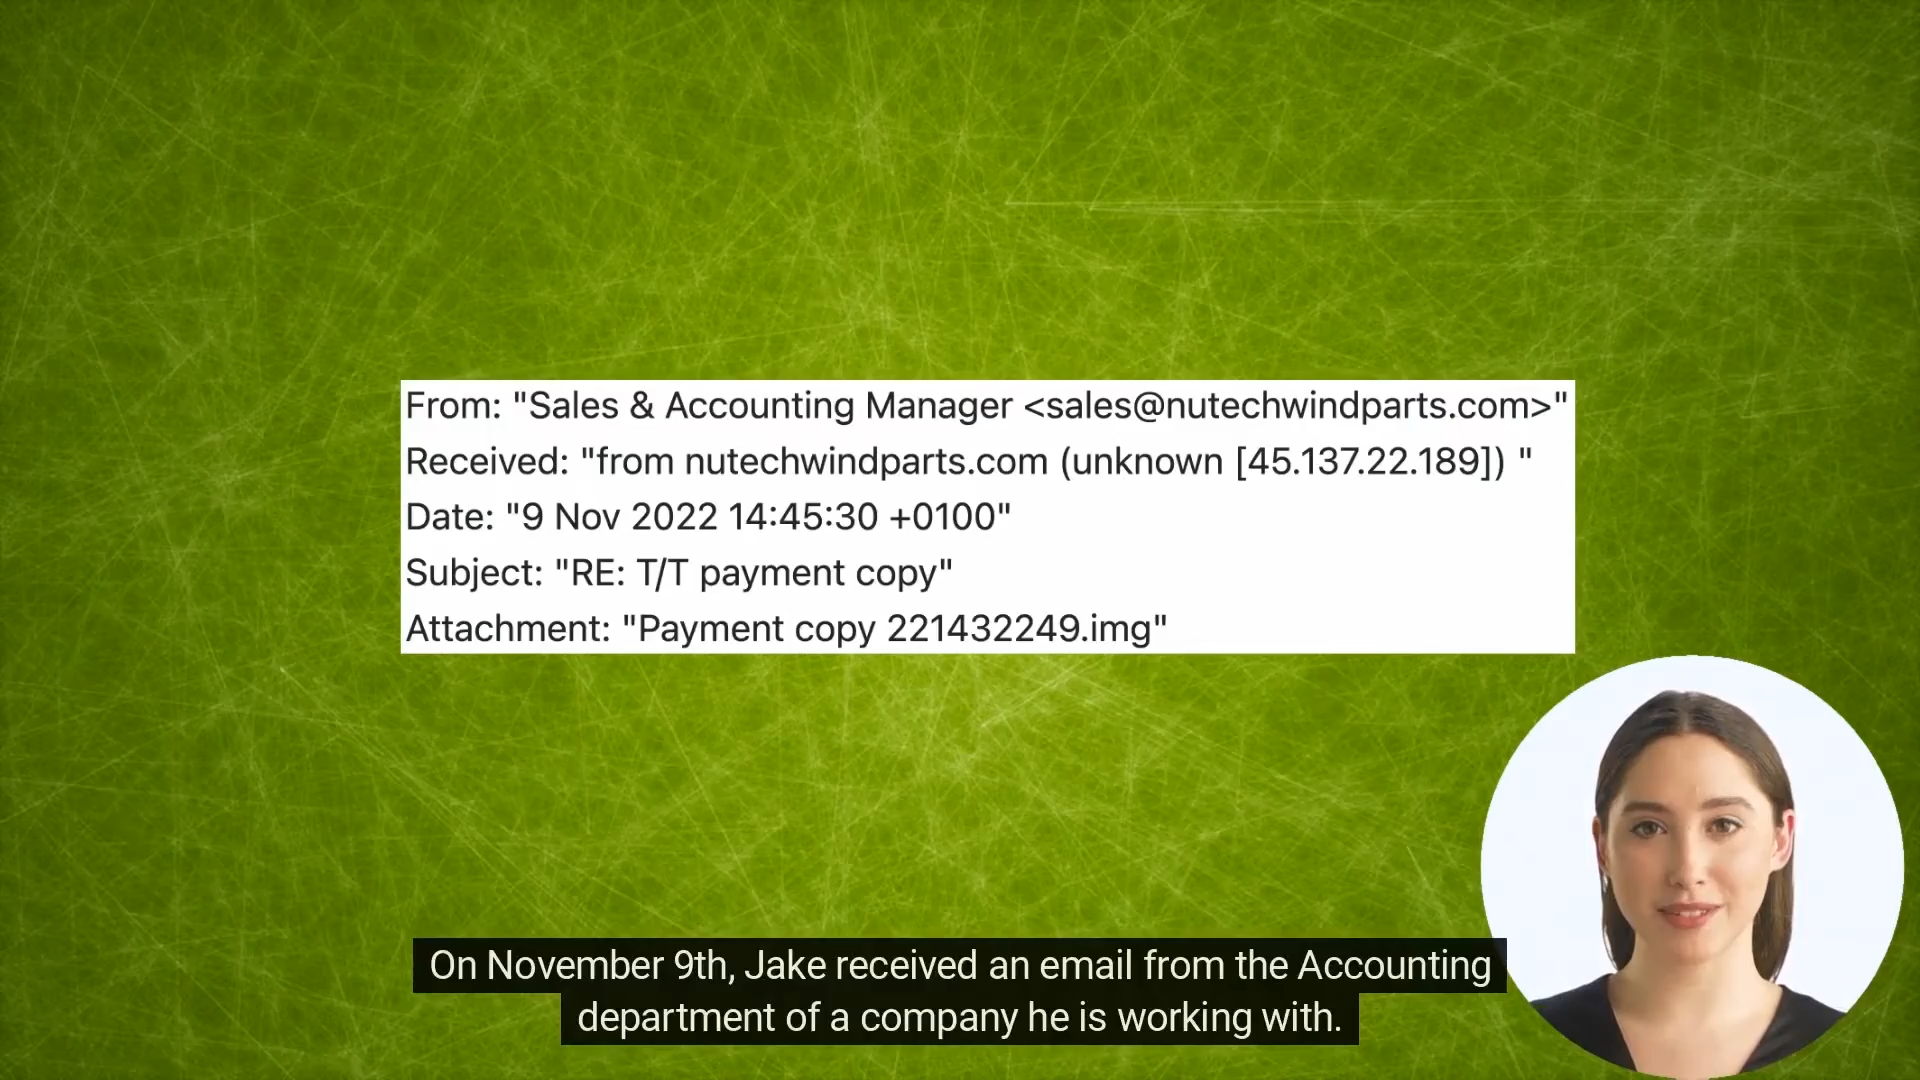 From: "Sales & Accounting Manager <sales@nutechwindparts.com>"
Received: "from nutechwindparts.com (unknown [45.137.22.189]) "
Date: "9 Nov 2022 14:45:30 +0100"
Subject: "RE: T/T payment copy"
Attachment: "Payment copy 221432249.img"
On November 9th, Jake received an email from the Accounting
department of a company he is working with.